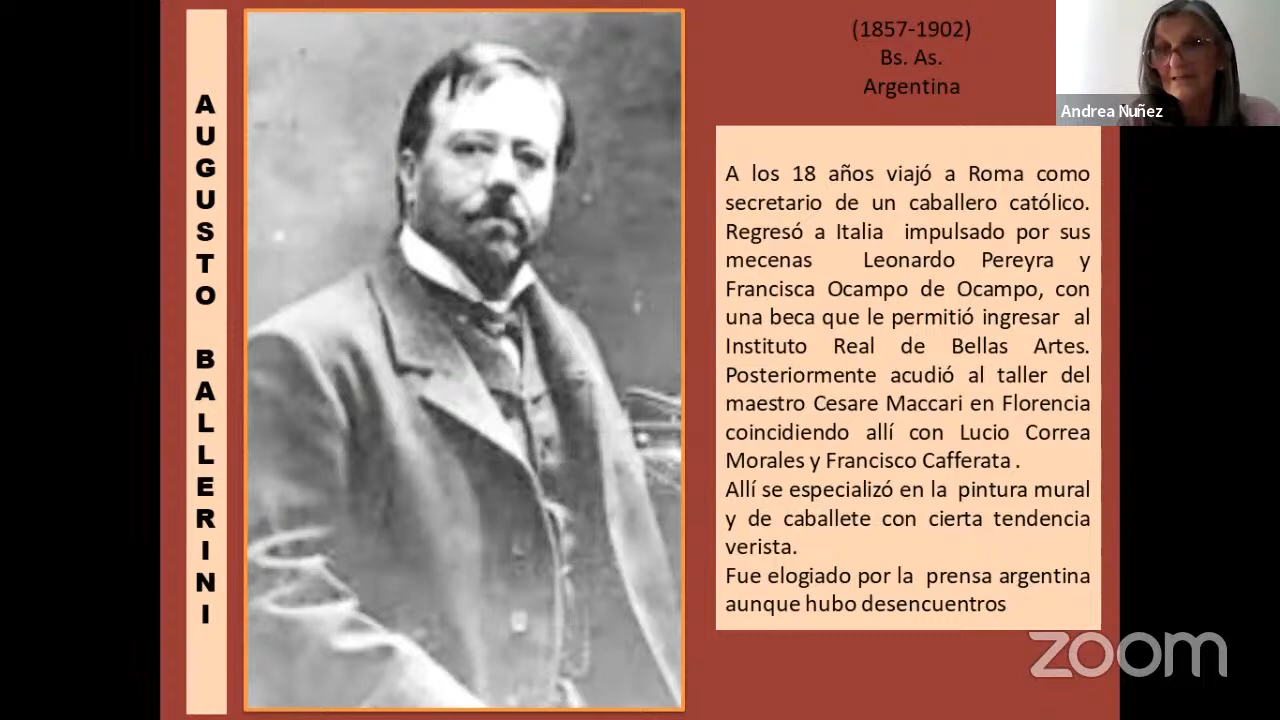 AUGUSTO BALLERINI
(1857-1902)
Bs. As.
Argentina
Andrea Nuñez
A los 18 años viajó a Roma como
secretario de un caballero católico.
Regresó a Italia impulsado por sus
mecenas Leonardo Pereyra y
Francisca Ocampo de Ocampo, con
una beca que le permitió ingresar al
Instituto Real de Bellas Artes.
Posteriormente acudió al taller del
maestro Cesare Maccari en Florencia
coincidiendo allí con Lucio Correa
Morales y Francisco Cafferata .
Allí se especializó en la pintura mural
y de caballete con cierta tendencia
verista.
Fue elogiado por la prensa argentina
aunque hubo desencuentros
zoom